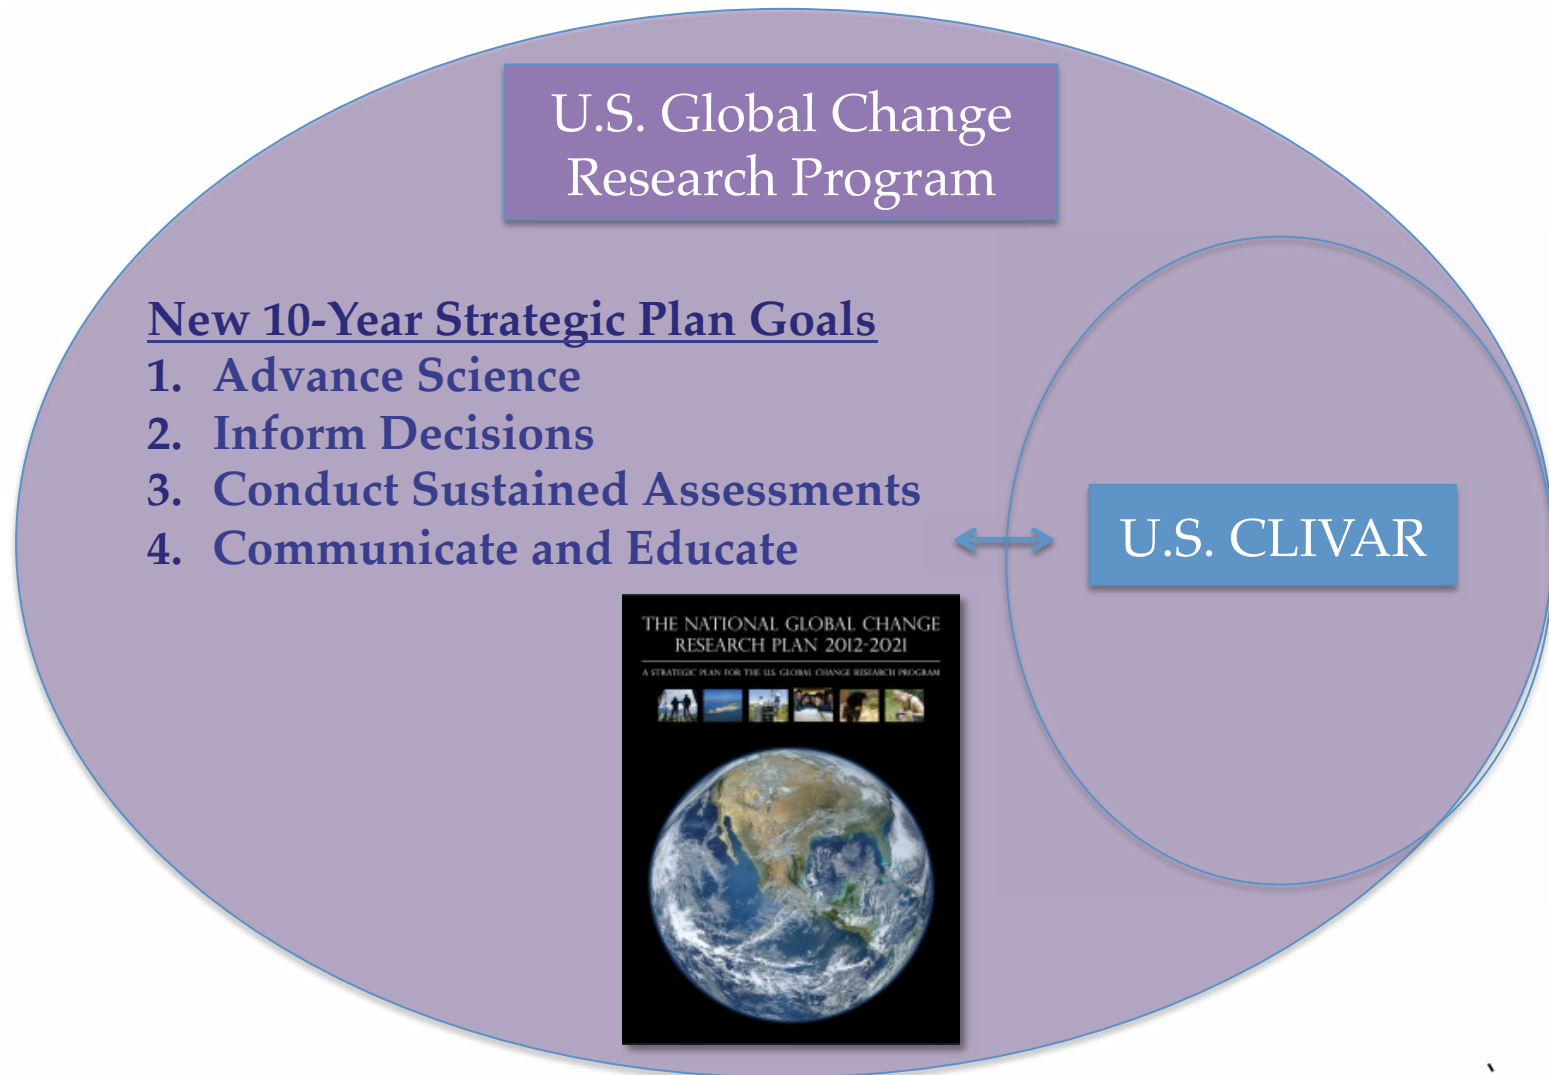 U.S. Global Change
Research Program
New 10-Year Strategic Plan Goals
1. Advance Science
2. Inform Decisions
3. Conduct Sustained Assessments
4. Communicate and Educate
U.S. CLIVAR
THE NATIONAL GLOBAL CHANGE
RESEARCH PLAN 2012-2021
A STRATEGIC PLAN FOR THE U.S. GLOBAL CHANGE RESEARCH PROGRAM